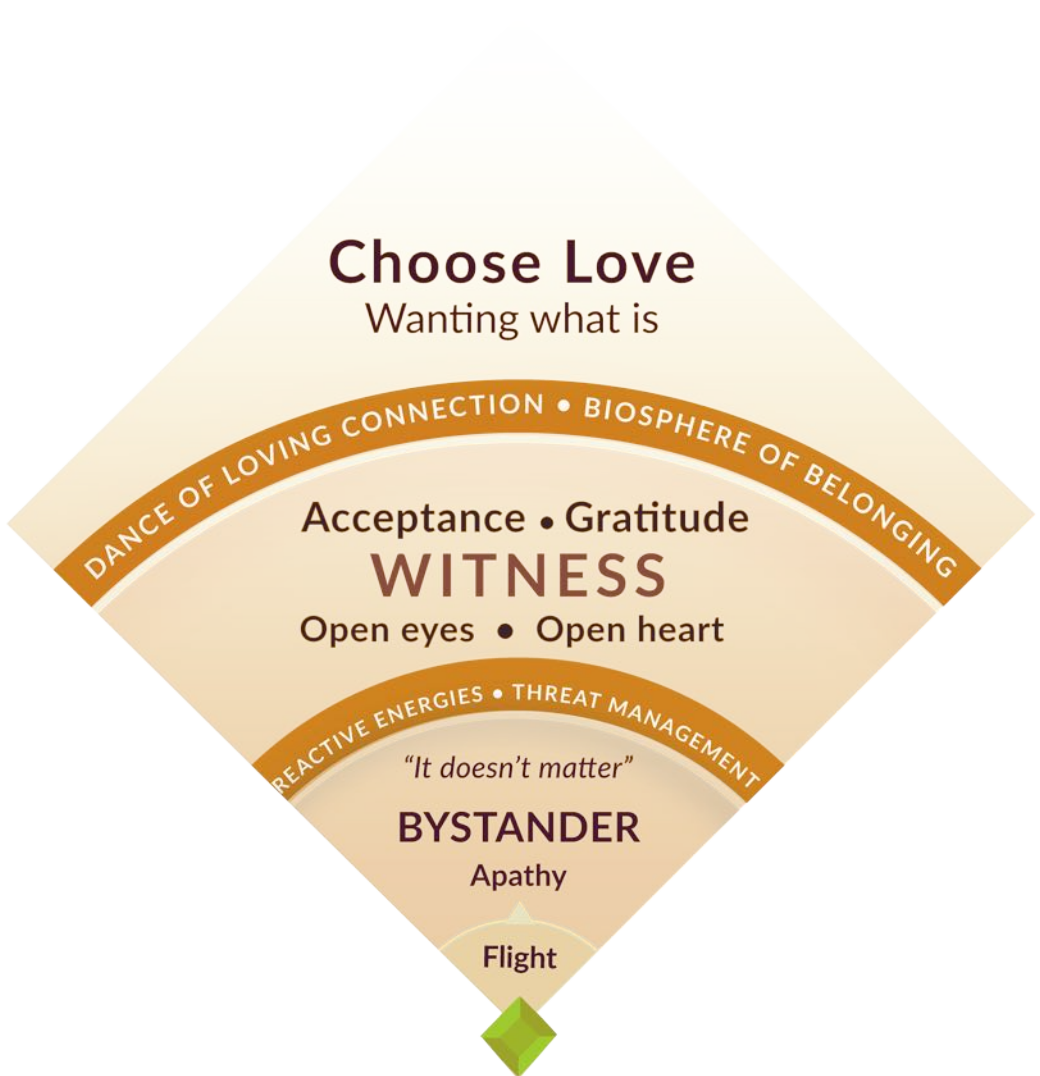 Choose Love
Wanting what is
DANCE OF LOVING CONNECTION • BIOSPHERE OF BELONGING
Acceptance • Gratitude
WITNESS
Open eyes • Open heart
REACTIVE ENERGIES • THREAT MANAGEMENT
“It doesn’t matter”
BYSTANDER
Apathy
Flight